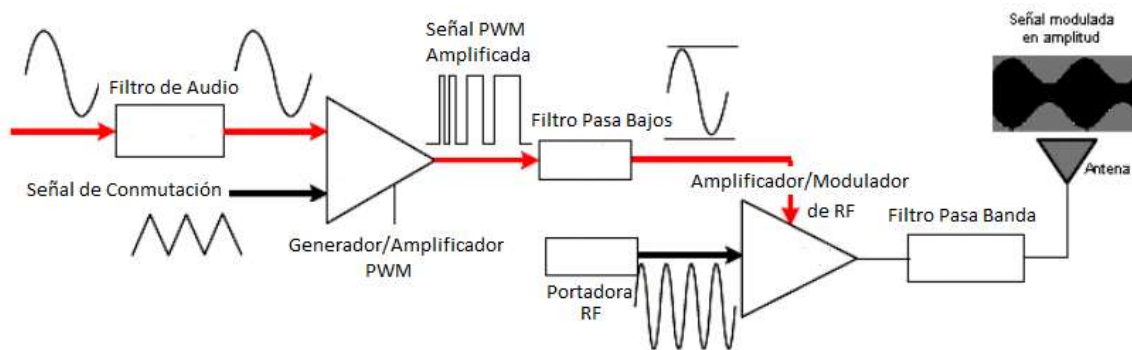 Señal PWM
Amplificada
Señal modulada
en amplitud
Filtro de Audio
Filtro Pasa Bajos
Señal de Conmutación
Amplificador/Modulador
de RF
Antena
Generador/Amplificador
PWM
Filtro Pasa Banda
Portadora
RF